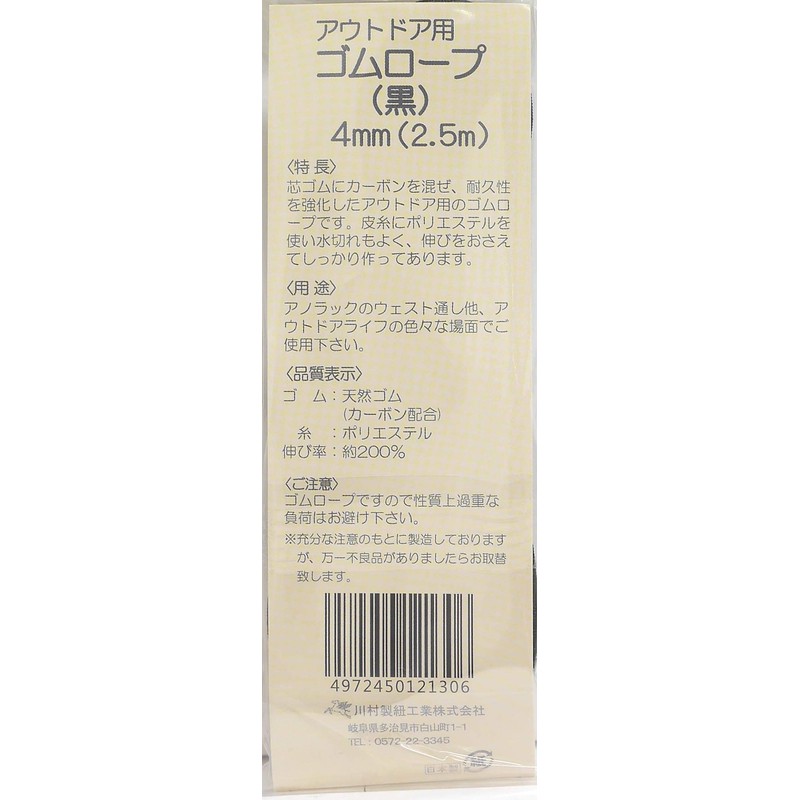 アウトドア用
ゴムロープ
(黒)
4mm(2.5m)
〈特 長〉
芯ゴムにカーボンを混ぜ、耐久性
を強化したアウトドア用のゴムロ
ープです。皮糸にポリエステルを
使い水切れもよく、伸びをおさえ
てしっかり作ってあります。
〈用 途〉
アノラックのウェスト通し他、ア
ウトドアライフの色々な場面でご
使用下さい。
〈品質表示〉
ゴ ム：天然ゴム
(カーボン配合)
糸 ：ポリエステル
伸び率：約200%
〈ご注意〉
ゴムロープですので性質上過重な
負荷はお避け下さい。
※充分な注意のもとに製造しております
が、万一不良品がありましたらお取替
致します。
4972450121306
川村製紐工業株式会社
岐阜県多治見市白山町1-1
TEL：0572-22-3345
日本製 紙